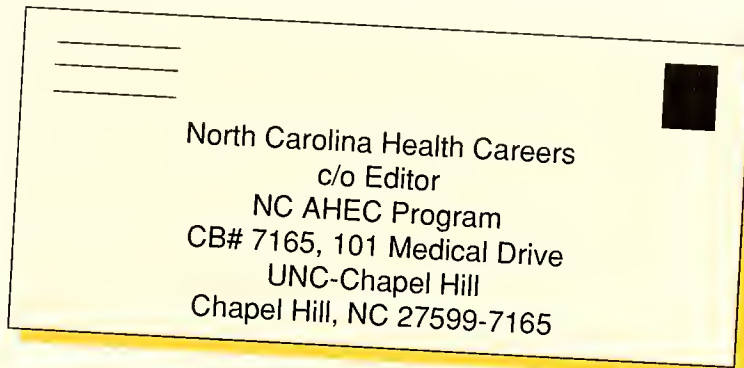 North Carolina Health Careers
c/o Editor
NC AHEC Program
CB# 7165, 101 Medical Drive
UNC-Chapel Hill
Chapel Hill, NC 27599-7165